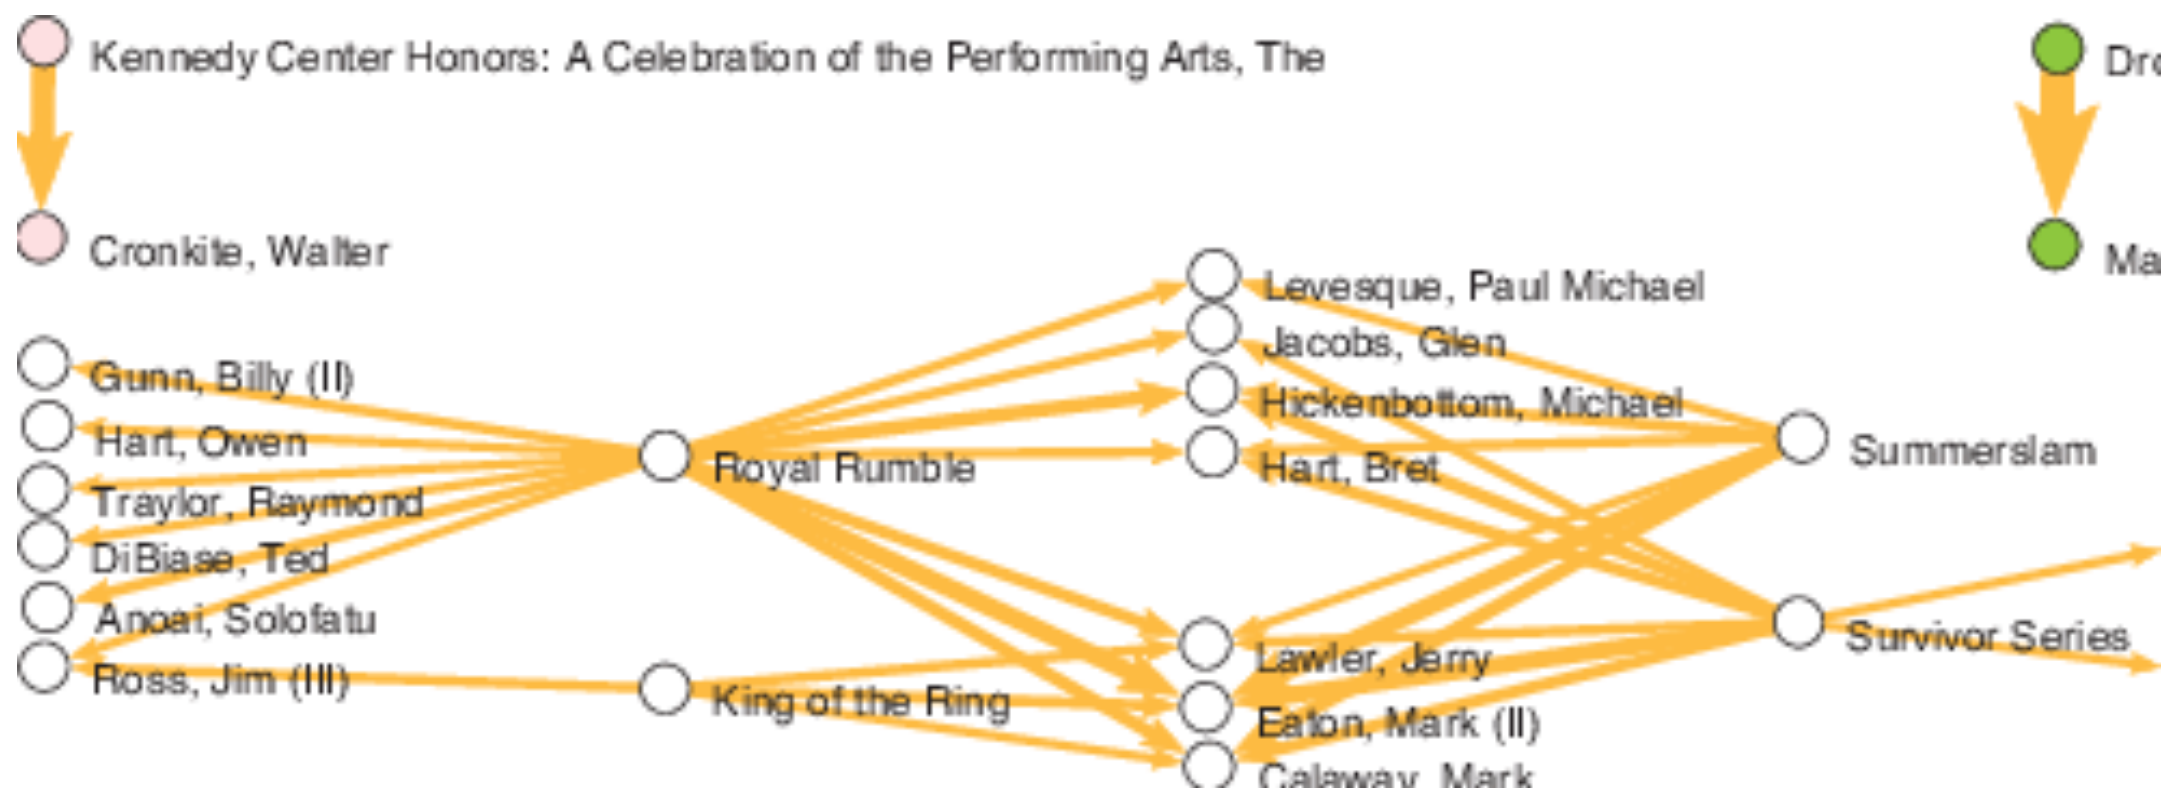 Kennedy Center Honors: A Celebration of the Performing Arts, The
Cronkite, Walter
Gunn, Billy (II)
Hart, Owen
Traylor, Raymond
DiBiase, Ted
Anoai, Solofatu
Ross, Jim (III)
Royal Rumble
King of the Ring
Levesque, Paul Michael
Jacobs, Glen
Hickenbottom, Michael
Hart, Bret
Lawler, Jerry
Eaton, Mark (II)
Calaway, Mark
Summerslam
Survivor Series